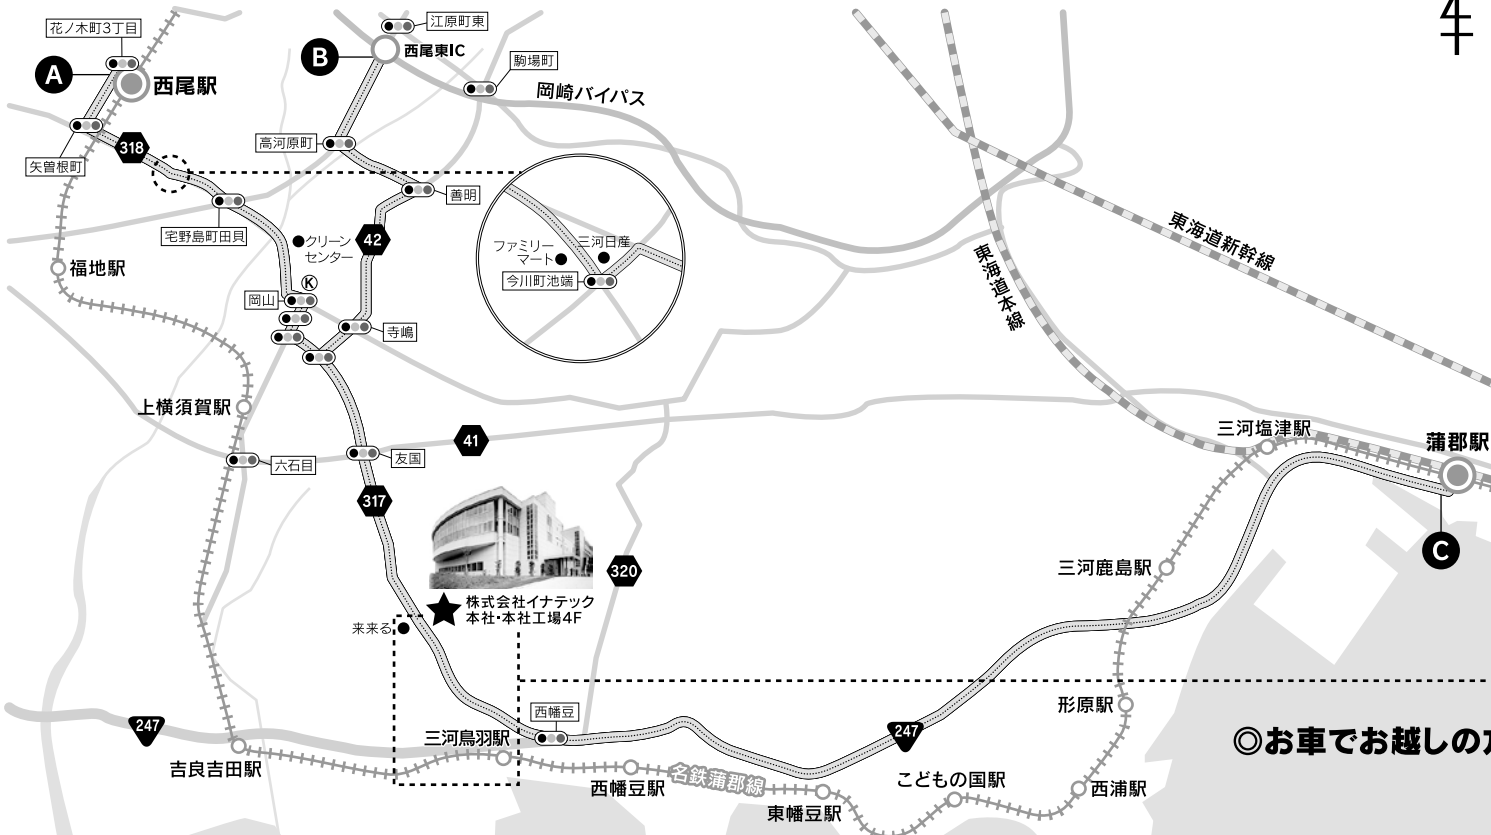 花ノ木町3丁目
江原町東
A
B
西尾東IC
西尾駅
駒場町
岡崎バイパス
高河原町
318
矢曽根町
善明
宅野島町田貝
クリーン
センター
42
ファミリー
マート
三河日産
今川町池端
東海道新幹線
東海道本線
福地駅
K
岡山
寺嶋
上横須賀駅
41
三河塩津駅
蒲郡駅
六石目
友国
317
C
320
三河鹿島駅
株式会社イナテック
本社・本社工場4F
来来る
形原駅
247
西幡豆
三河鳥羽駅
247
◎お車でお越しの
吉良吉田駅
西幡豆駅
名鉄蒲郡線
こどもの国駅
西浦駅
東幡豆駅